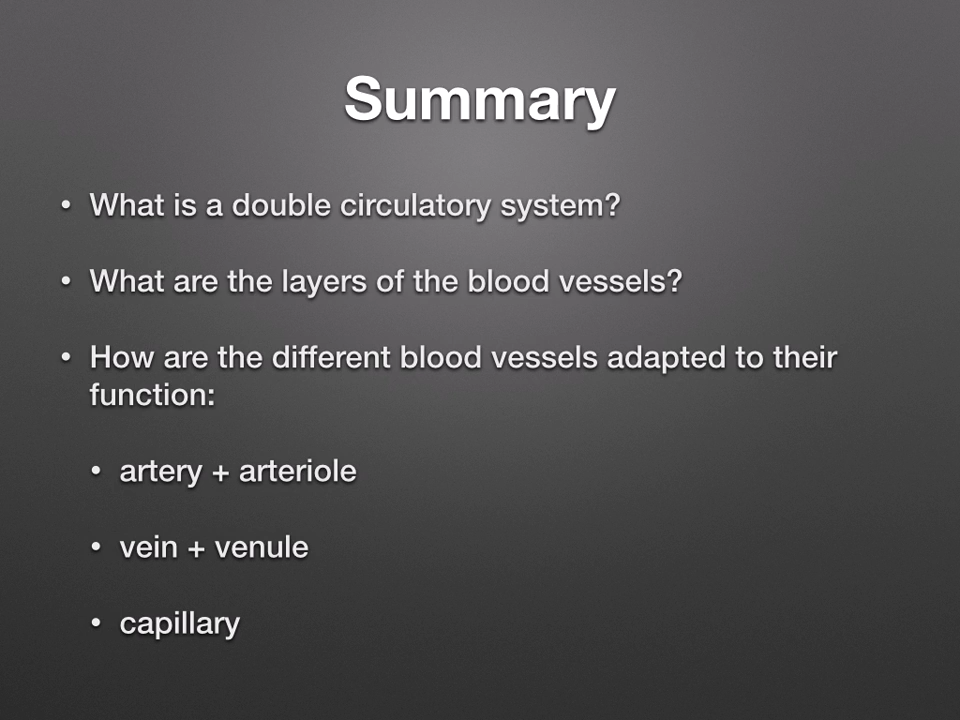 Summary
• What is a double circulatory system?
• What are the layers of the blood vessels?
• How are the different blood vessels adapted to their
function:
• artery + arteriole
• vein + venule
• capillary